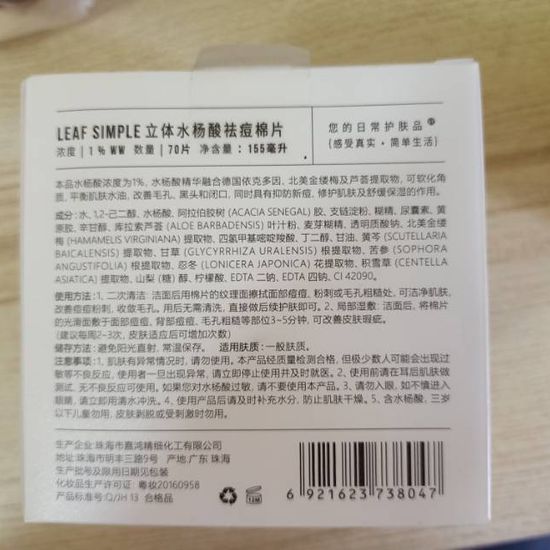 LEAF SIMPLE 立体水杨酸祛痘棉片
浓度 | 1% WW 数量 | 70片 净含量: 155毫升
您的日常护肤品
(感受真实·简单生活)
本品水杨酸浓度为1%, 水杨酸精华融合德国依克多因, 北美金缕梅及芦荟提取物, 可软化角
质, 平衡肌肤水油, 改善毛孔、黑头和闭口, 同时具有抑防新痘, 修护肌肤及舒缓保湿的作用。
成分: 水、1,2-己二醇、水杨酸、阿拉伯胶树 (ACACIA SENEGAL) 胶、支链淀粉、糊精、尿囊素、黄
原胶、辛甘醇、库拉索芦荟 (ALOE BARBADENSIS) 叶汁粉、麦芽糊精、透明质酸钠、北美金缕
梅 (HAMAMELIS VIRGINIANA) 提取物、四氢甲基嘧啶羧酸、丁二醇、甘油、黄芩 (SCUTELLARIA
BAICALENSIS) 提取物、甘草 (GLYCYRRHIZA URALENSIS) 根提取物、苦参 (SOPHORA
ANGUSTIFOLIA) 根提取物、忍冬 (LONICERA JAPONICA) 花提取物、积雪草 (CENTELLA
ASIATICA) 提取物、山梨 (糖) 醇、柠檬酸、EDTA 二钠、EDTA 四钠、CI 42090。
使用方法: 1、二次清洁: 洁面后用棉片的纹理面擦拭面部痘痘, 粉刺或毛孔粗糙处, 可洁净肌肤,
改善痘痘粉刺, 收敛毛孔。用后无需清洗, 直接做后续护肤即可。2、局部湿敷: 洁面后, 将棉片
的光滑面敷于面部痘痘, 背部痘痘, 毛孔粗糙等部位3~5分钟, 可改善皮肤瑕疵。
(建议每周2~3次, 皮肤适应后可增加次数)
储存方法: 避免阳光直射, 常温保存。 适用肤质:
注意事项: 1、肌肤有异常情况时, 请勿使用。本产品经质量检测合格, 但极少数人可能会出现过
敏等不良反应, 使用者一旦出现异常, 请立即停止使用并及时就医。2、使用前请在耳后肌肤做
测试, 无不良反应可使用。如果您对水杨酸过敏, 请不要使用本产品。3、请勿入眼, 如不慎进入
眼睛, 请立即用清水冲洗。4、使用产品后请及时补充水分, 防止肌肤干燥。5、含水杨酸, 三岁
以下儿童勿用, 皮肤剥脱或受刺激时勿用。
生产企业: 珠海市嘉鸿精细化工有限公司
地址: 珠海市明丰三路9号 产地: 广东 珠海
生产批号及限用日期见包装
化妆品生产许可证: 粤妆20160958
产品标准号: Q/JH 13 合格品
12M
6 921623 738047